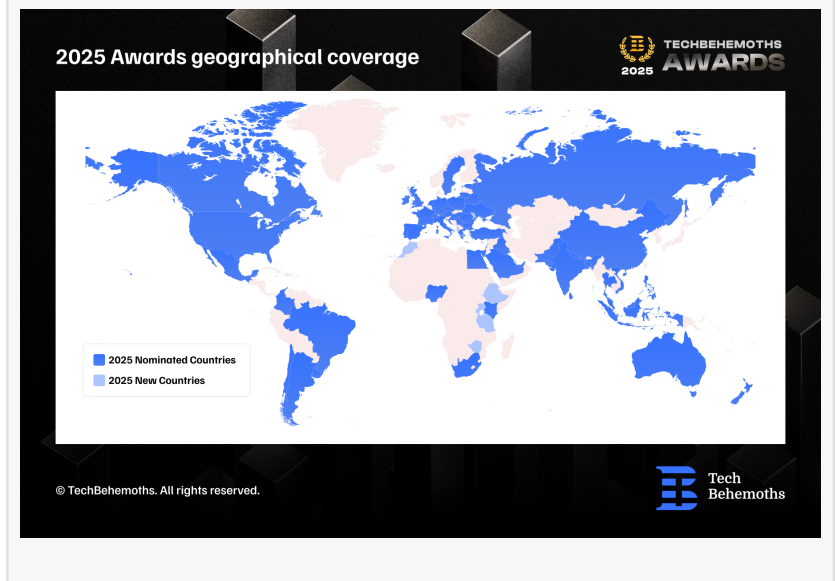 2025 Awards geographical coverage
2025
TECHBEHEMOTHS
AWARDS
2025 Nominated Countries
2025 New Countries
© TechBehemoths. All rights reserved.
Tech
Behemoths